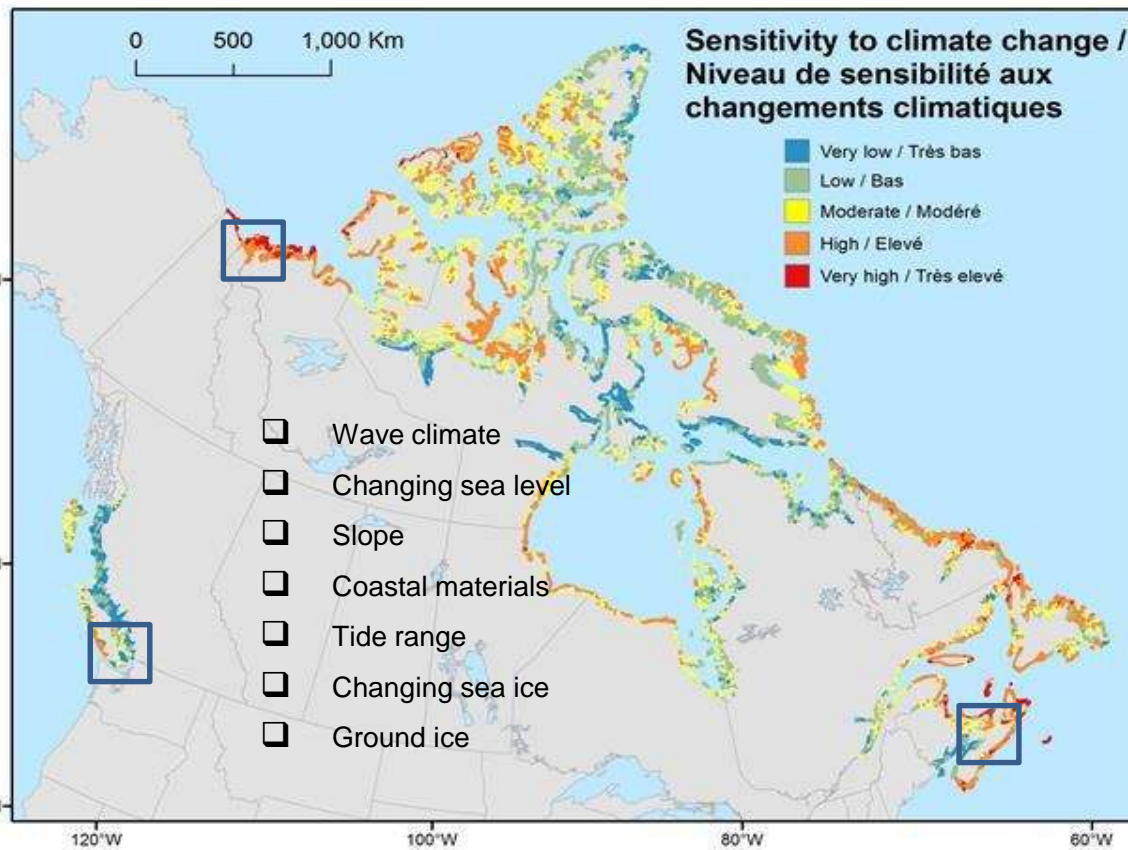 0 500 1,000 Km
Sensitivity to climate change /
Niveau de sensibilité aux
changements climatiques
Very low / Très bas
Low / Bas
Moderate / Modéré
High / Elevé
Very high / Très elevé
Wave climate
Changing sea level
Slope
Coastal materials
Tide range
Changing sea ice
Ground ice
120°W 100°W 80°W 60°W